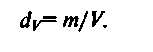 d_V = m/V.